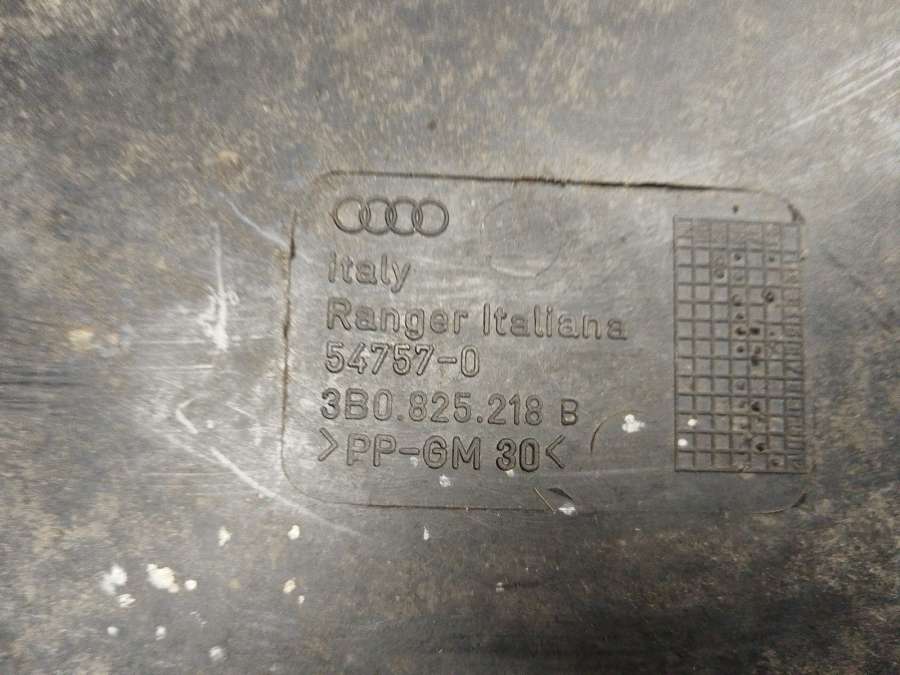 Italy
Ranger Italiana
54757-0
3B0.825.218 B
>PP-GM 30<